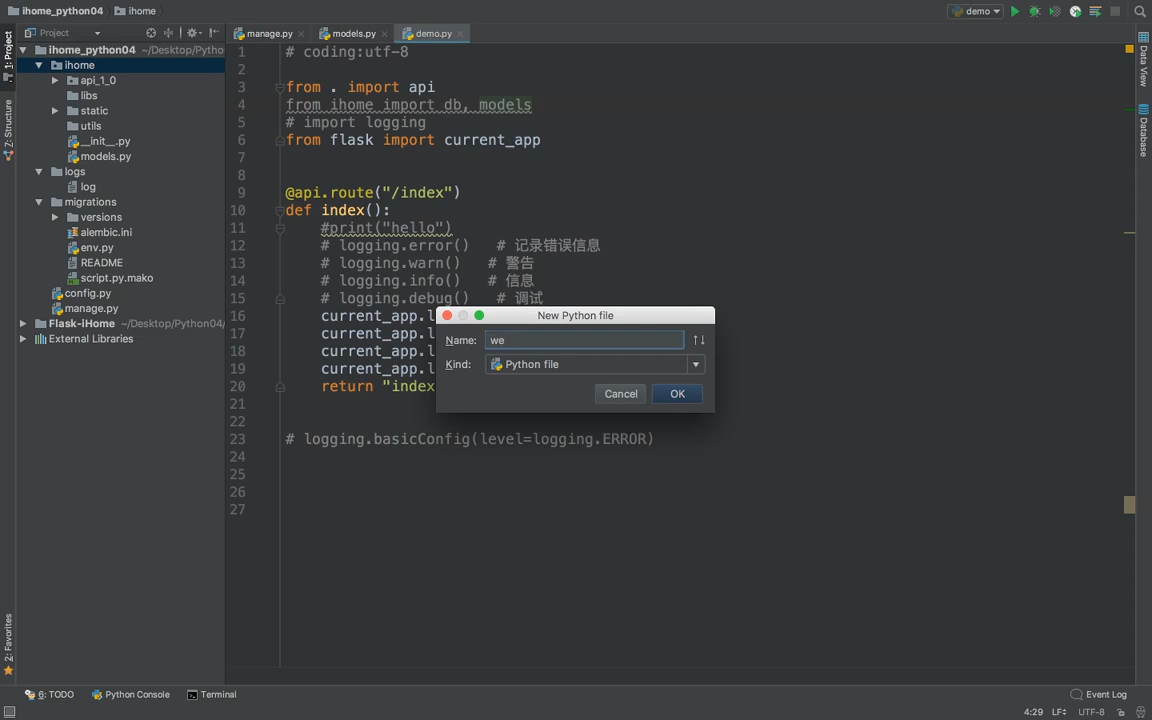 ihome_python04 ihome demo
Project
manage.py models.py demo.py
1: Project
Z: Structure
2: Favorites
Data View
Database
ihome_python04 ~/Desktop/Pytho
ihome
api_1_0
libs
static
utils
__init__.py
models.py
logs
log
migrations
versions
alembic.ini
env.py
README
script.py.mako
config.py
manage.py
Flask-iHome ~/Desktop/Python04/
External Libraries
1 # coding:utf-8
2
3 from . import api
4 from ihome import db, models
5 # import logging
6 from flask import current_app
7
8
9 @api.route("/index")
10 def index():
11 #print("hello")
12 # logging.error() # 记录错误信息
13 # logging.warn() # 警告
14 # logging.info() # 信息
15 # logging.debug() # 调试
16 current_app.l
17 current_app.l
18 current_app.l
19 current_app.l
20 return "index
21
22
23 # logging.basicConfig(level=logging.ERROR)
24
25
26
27
New Python file
Name: we
Kind: Python file
Cancel OK
6: TODO Python Console Terminal Event Log
4:29 LF UTF-8